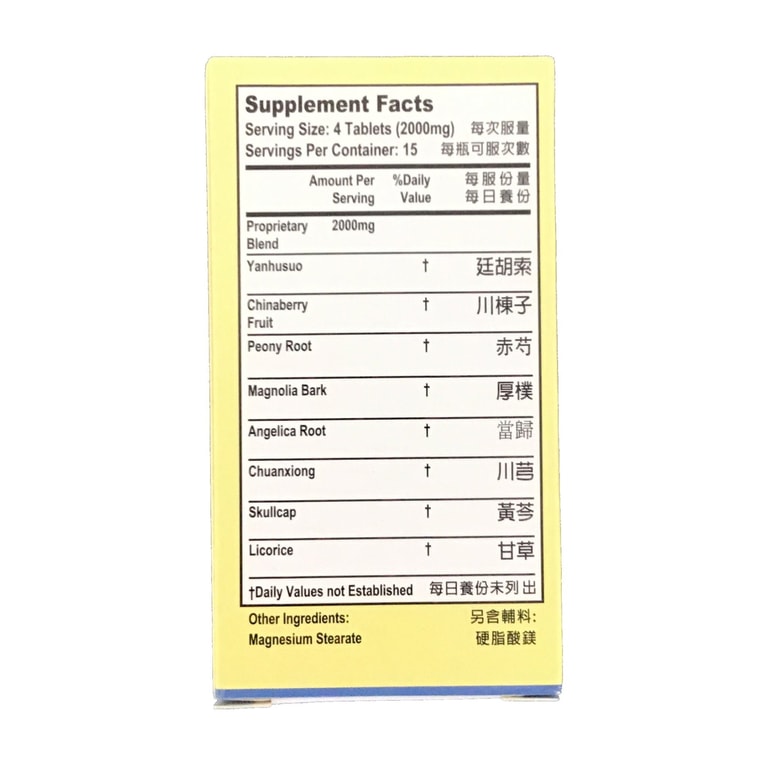 Supplement Facts
Serving Size: 4 Tablets (2000mg) 每次服量
Servings Per Container: 15 每瓶可服次數
Amount Per %Daily 每服份量
Serving Value 每日養份
Proprietary 2000mg
Blend
Yanhusuo † 廷胡索
Chinaberry † 川楝子
Fruit
Peony Root † 赤芍
Magnolia Bark † 厚樸
Angelica Root † 當歸
Chuanxiong † 川芎
Skullcap † 黃芩
Licorice † 甘草
†Daily Values not Established 每日養份未列出
Other Ingredients: 另含輔料:
Magnesium Stearate 硬脂酸鎂